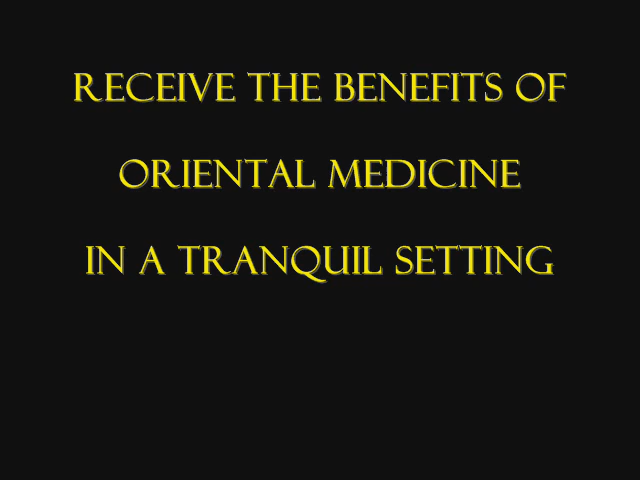 RECEIVE THE BENEFITS OF
ORIENTAL MEDICINE
IN A TRANQUIL SETTING